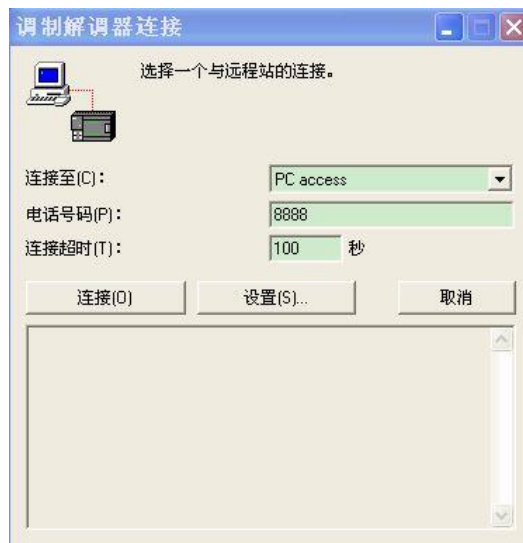 调制解调器连接
选择一个与远程站的连接。
连接至(C)： PC access
电话号码(P)： 8888
连接超时(T)： 100 秒
连接(O) 设置(S)... 取消